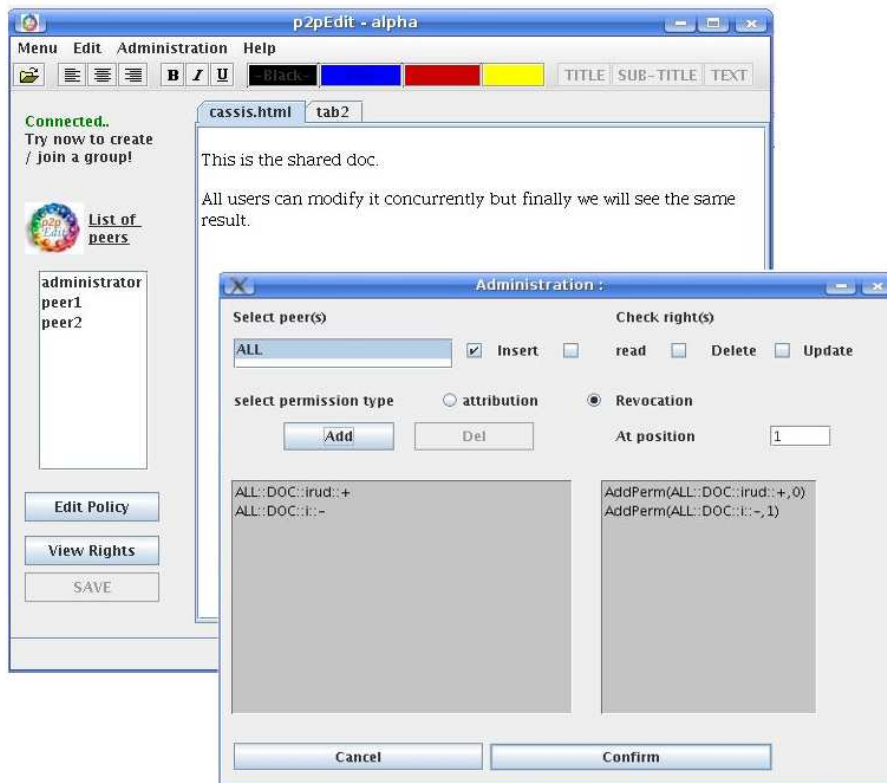 p2pEdit - alpha
Menu Edit Administration Help
B I U -Black- TITLE SUB-TITLE TEXT
Connected..
Try now to create
/ join a group!
p2p
Edit
List of
peers
administrator
peer1
peer2
Edit Policy
View Rights
SAVE
cassis.html tab2
This is the shared doc.
All users can modify it concurrently but finally we will see the same
result.
Administration :
Select peer(s) Check right(s)
ALL Insert read Delete Update
select permission type attribution Revocation
Add Del At position 1
ALL::DOC::irud::+
ALL::DOC::i::-
AddPerm(ALL::DOC::irud::+,0)
AddPerm(ALL::DOC::i::-,1)
Cancel Confirm